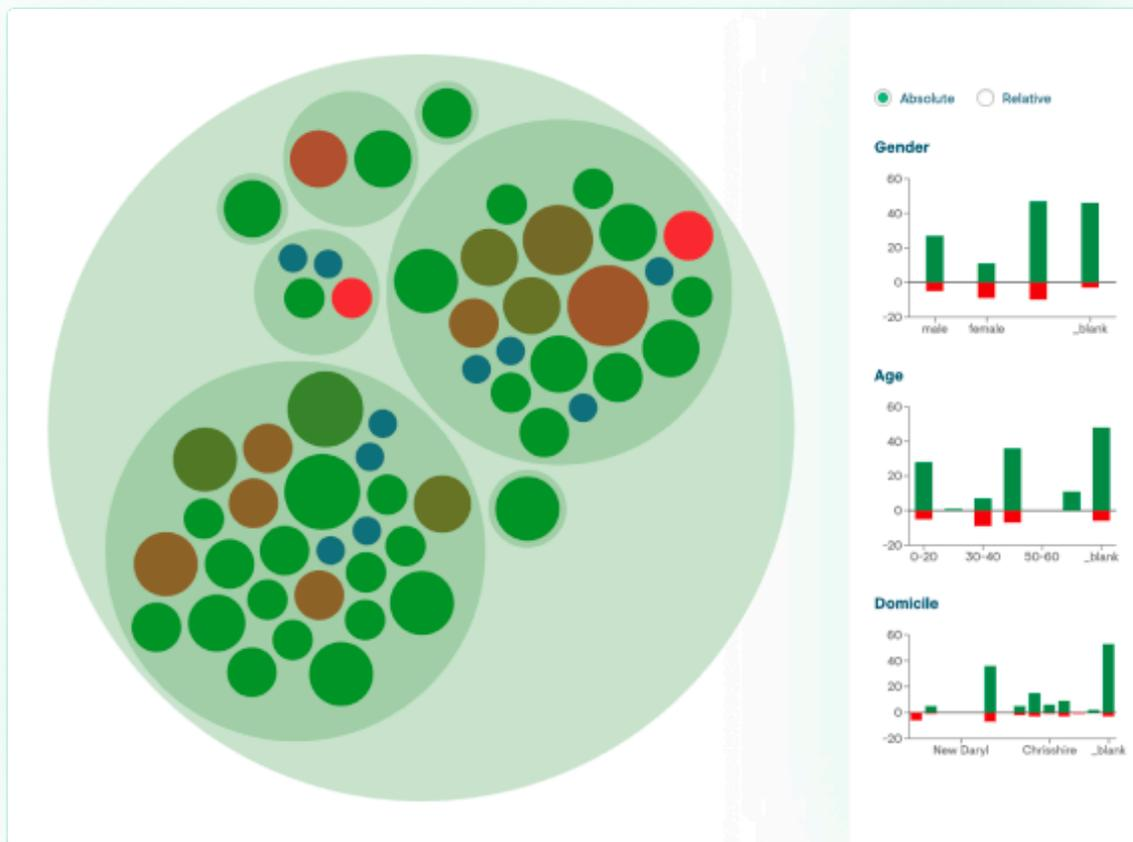 Absolute Relative
Gender
60
40
20
0
-20
male female _blank
Age
60
40
20
0
-20
0-20 30-40 50-60 _blank
Domicile
60
40
20
0
-20
New Daryl Chrisshire _blank